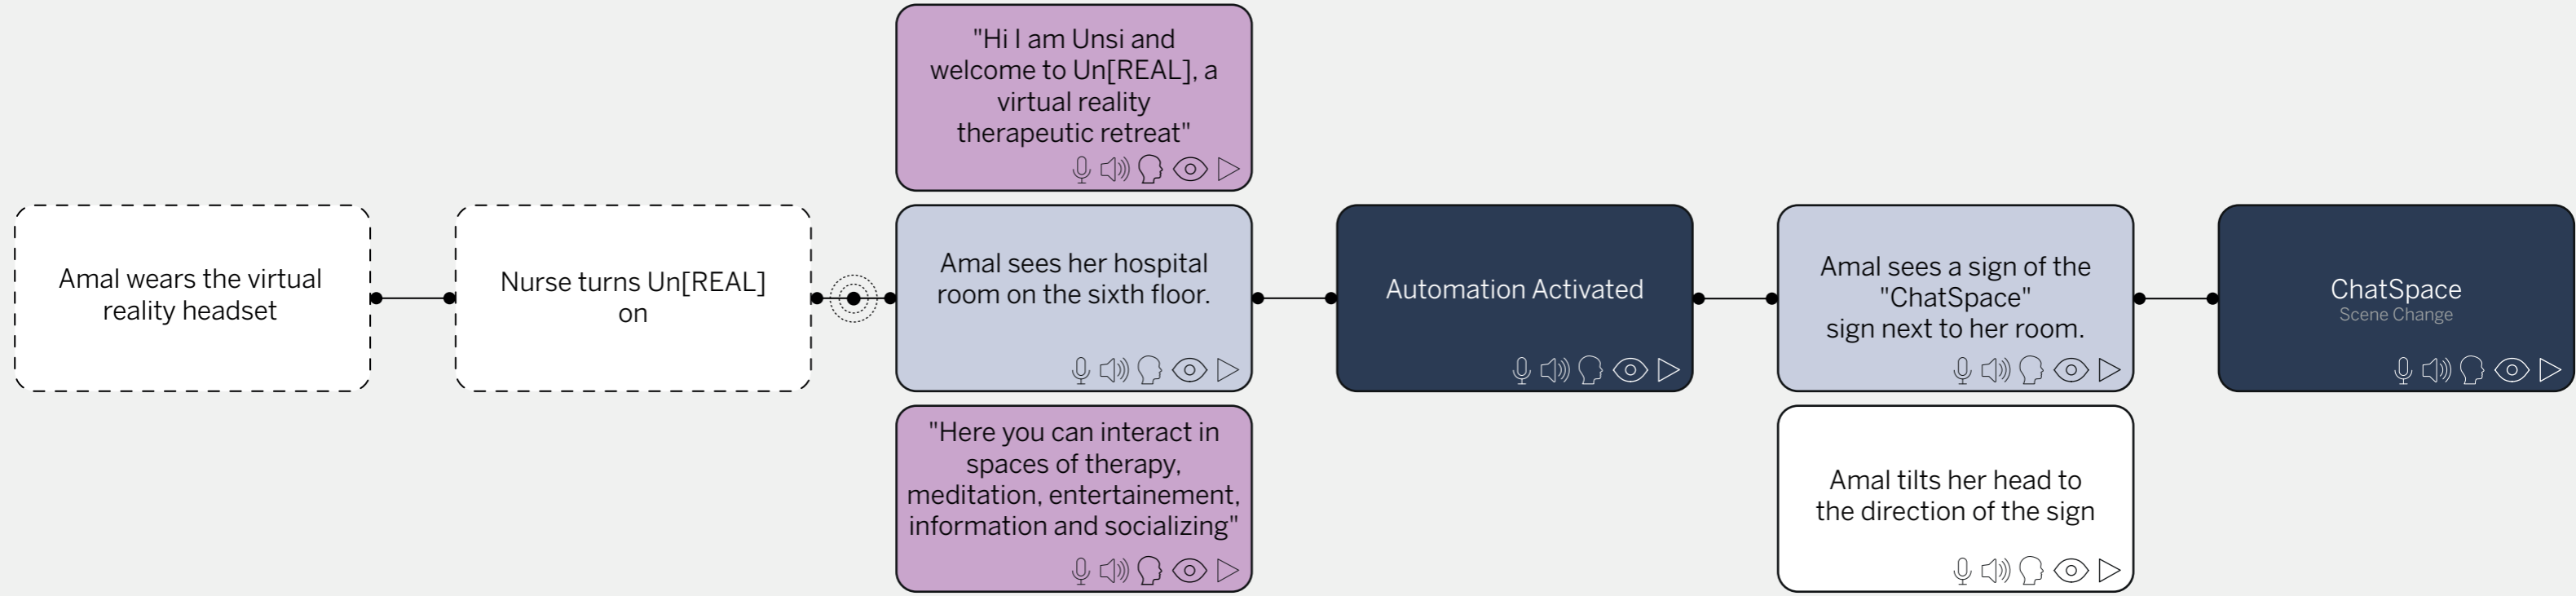 Amal wears the virtual
reality headset
Nurse turns Un[REAL]
on
"Hi I am Unsi and
welcome to Un[REAL], a
virtual reality
therapeutic retreat"
Amal sees her hospital
room on the sixth floor.
"Here you can interact in
spaces of therapy,
meditation, entertainement,
information and socializing"
Automation Activated
Amal sees a sign of the
"ChatSpace"
sign next to her room.
Amal tilts her head to
the direction of the sign
ChatSpace
Scene Change